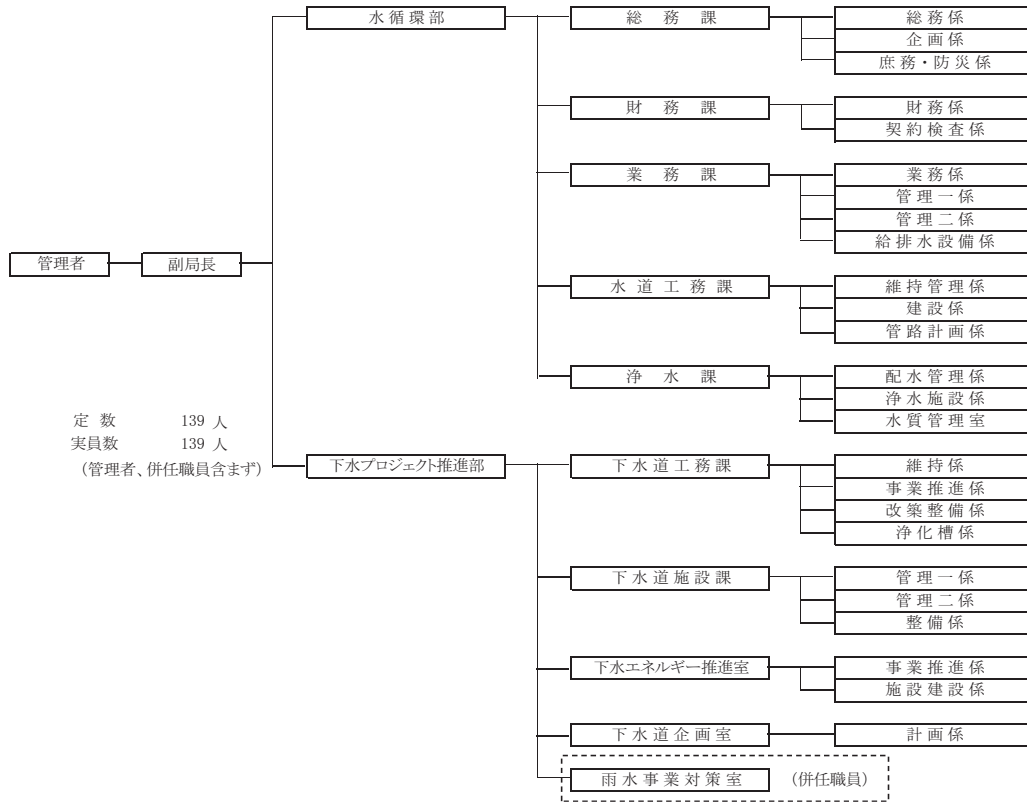 水循環部
総務課
総務係
企画係
庶務・防災係
財務課
財務係
契約検査係
業務課
業務係
管理一係
管理二係
給排水設備係
管理者
副局長
水道工務課
維持管理係
建設係
管路計画係
浄水課
配水管理係
浄水施設係
水質管理室
定数 139 人
実員数 139 人
（管理者、併任職員含まず）
下水プロジェクト推進部
下水道工務課
維持係
事業推進係
改築整備係
浄化槽係
下水道施設課
管理一係
管理二係
整備係
下水エネルギー推進室
事業推進係
施設建設係
下水道企画室
計画係
雨水事業対策室 （併任職員）